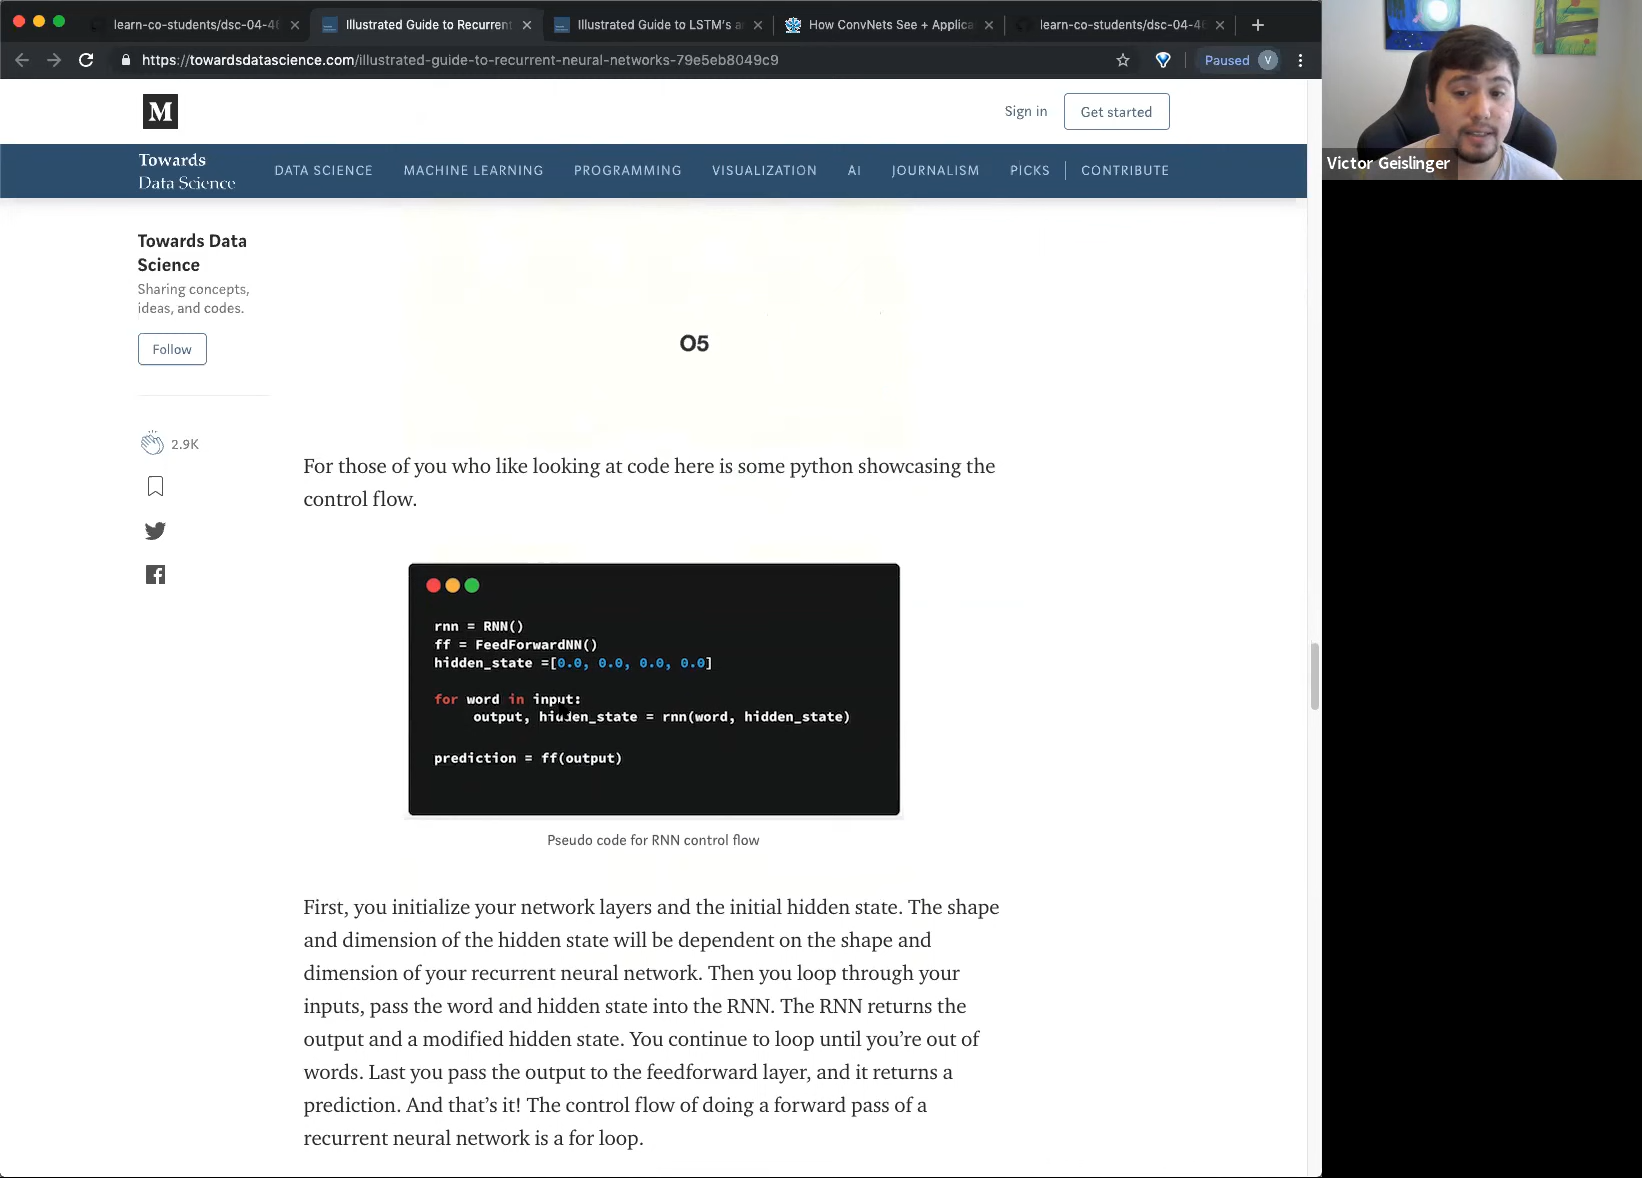 learn-co-students/dsc-04-4
Illustrated Guide to Recurrent
Illustrated Guide to LSTM's a
How ConvNets See + Applica
learn-co-students/dsc-04-4
https://towardsdatascience.com/illustrated-guide-to-recurrent-neural-networks-79e5eb8049c9
Paused V
M
Sign in
Get started
Towards
Data Science
DATA SCIENCE
MACHINE LEARNING
PROGRAMMING
VISUALIZATION
AI
JOURNALISM
PICKS
CONTRIBUTE
Victor Geislinger
Towards Data
Science
Sharing concepts,
ideas, and codes.
Follow
2.9K
O5
For those of you who like looking at code here is some python showcasing the
control flow.
rnn = RNN()
ff = FeedForwardNN()
hidden_state =[0.0, 0.0, 0.0, 0.0]
for word in input:
output, hidden_state = rnn(word, hidden_state)
prediction = ff(output)
Pseudo code for RNN control flow
First, you initialize your network layers and the initial hidden state. The shape
and dimension of the hidden state will be dependent on the shape and
dimension of your recurrent neural network. Then you loop through your
inputs, pass the word and hidden state into the RNN. The RNN returns the
output and a modified hidden state. You continue to loop until you’re out of
words. Last you pass the output to the feedforward layer, and it returns a
prediction. And that’s it! The control flow of doing a forward pass of a
recurrent neural network is a for loop.